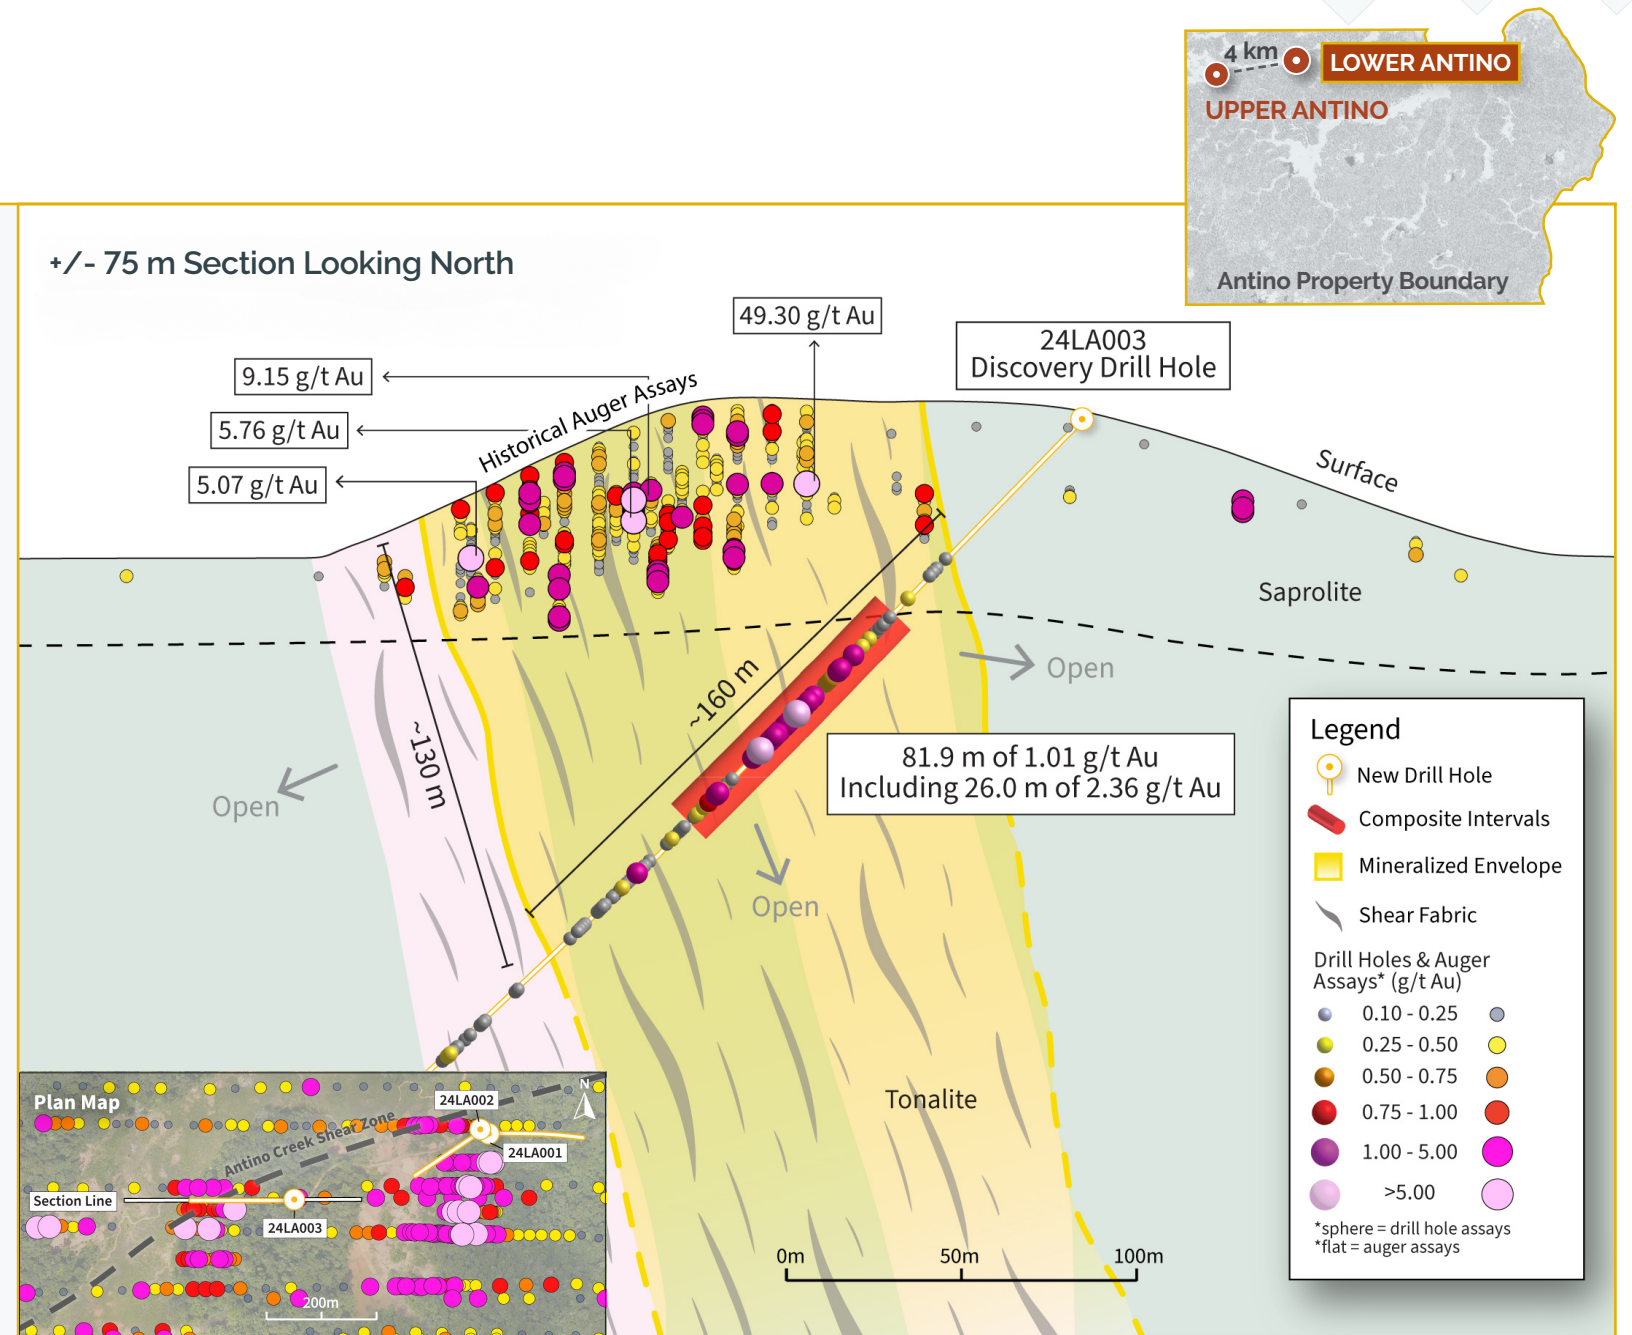 4 km
LOWER ANTINO
UPPER ANTINO
Antino Property Boundary
+/- 75 m Section Looking North
49.30 g/t Au
24LA003
Discovery Drill Hole
9.15 g/t Au
5.76 g/t Au
5.07 g/t Au
Historical Auger Assays
Surface
Saprolite
Open
~160 m
~130 m
Open
81.9 m of 1.01 g/t Au
Including 26.0 m of 2.36 g/t Au
Open
Tonalite
0m 50m 100m
Legend
New Drill Hole
Composite Intervals
Mineralized Envelope
Shear Fabric
Drill Holes & Auger
Assays* (g/t Au)
0.10 - 0.25
0.25 - 0.50
0.50 - 0.75
0.75 - 1.00
1.00 - 5.00
>5.00
*sphere = drill hole assays
*flat = auger assays
Plan Map
N
24LA002
Antino Creek Shear Zone
24LA001
Section Line
24LA003
200m